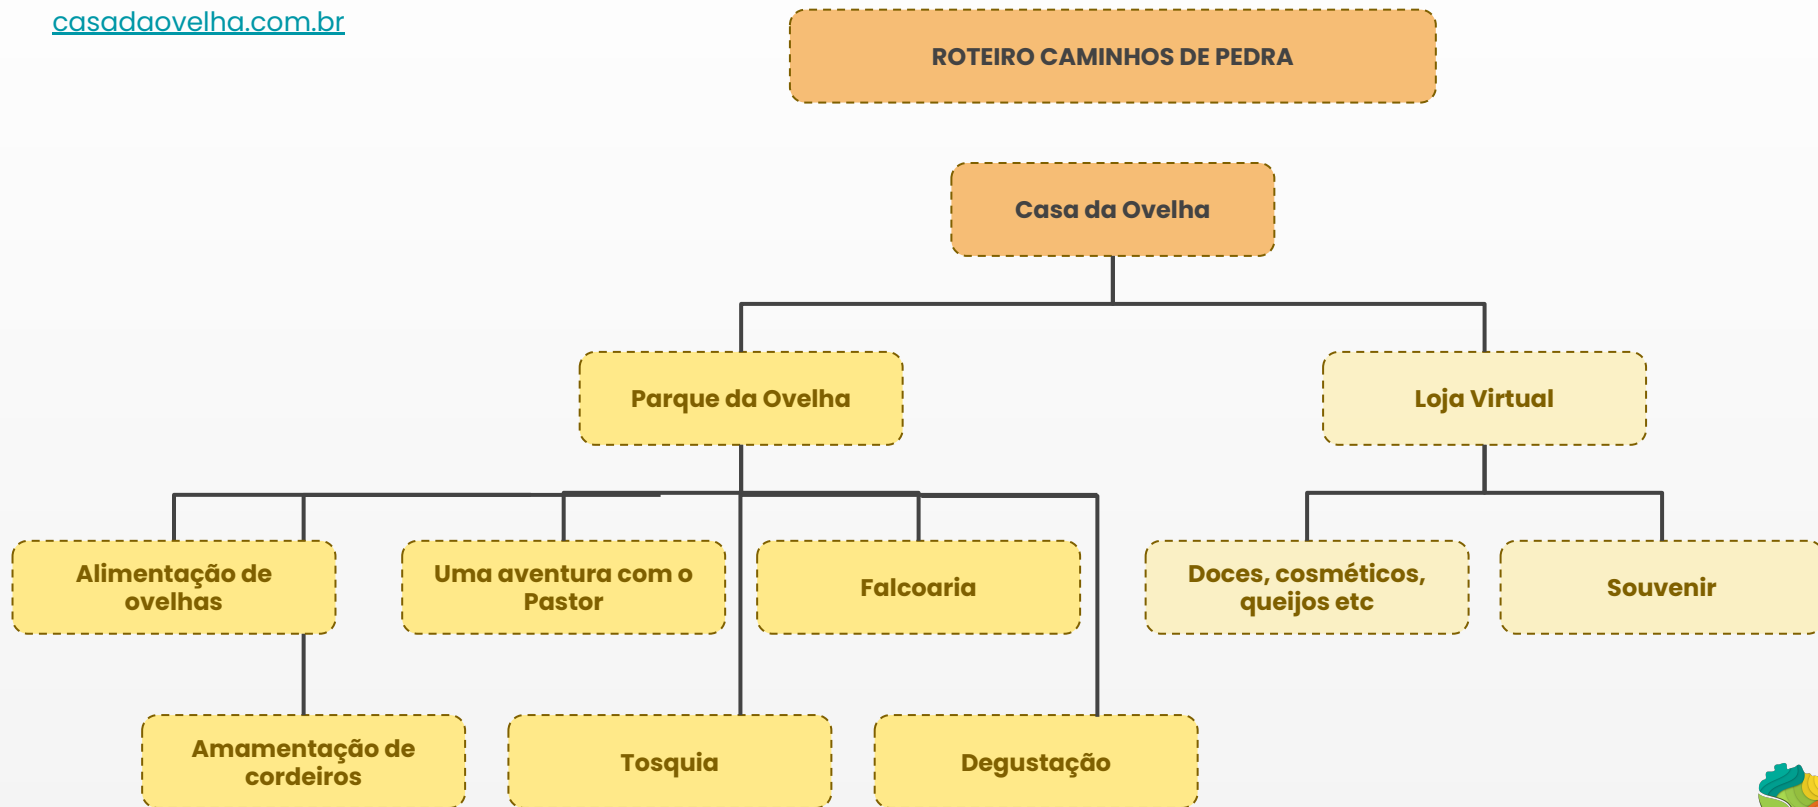 casadaovelha.com.br
ROTEIRO CAMINHOS DE PEDRA
Casa da Ovelha
Parque da Ovelha
Loja Virtual
Alimentação de
ovelhas
Uma aventura com o
Pastor
Falcoaria
Doces, cosméticos,
queijos etc
Souvenir
Amamentação de
cordeiros
Tosquia
Degustação